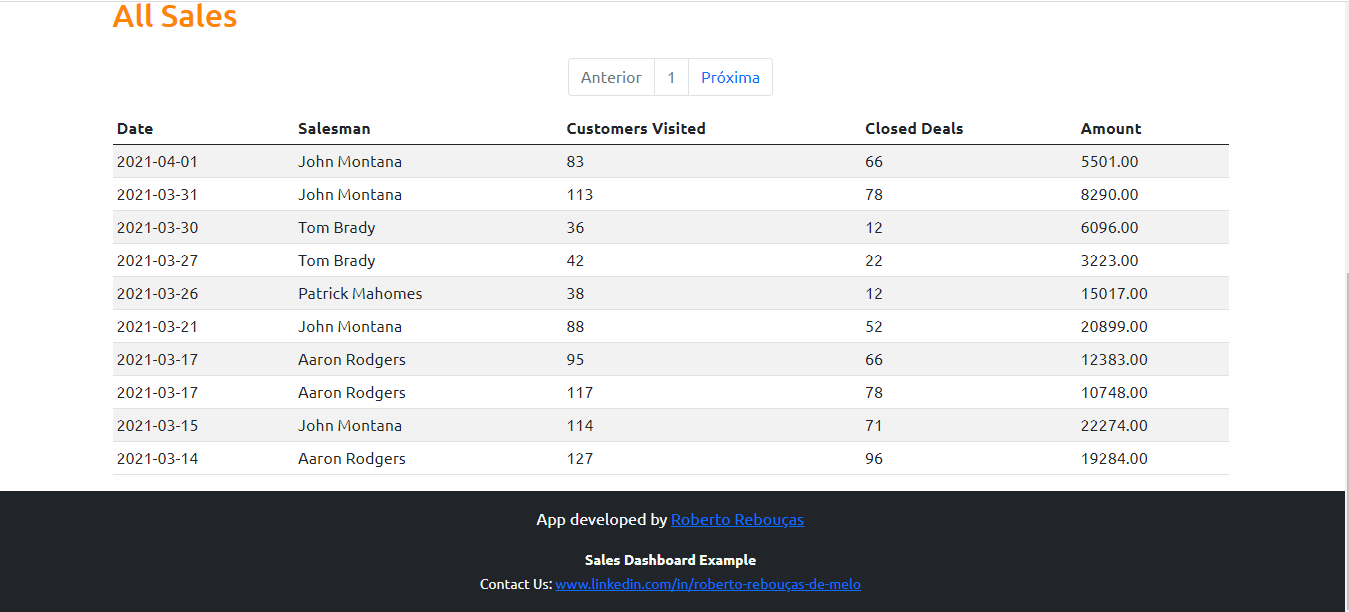 All Sales
Anterior 1 Próxima
Date Salesman Customers Visited Closed Deals Amount
2021-04-01 John Montana 83 66 5501.00
2021-03-31 John Montana 113 78 8290.00
2021-03-30 Tom Brady 36 12 6096.00
2021-03-27 Tom Brady 42 22 3223.00
2021-03-26 Patrick Mahomes 38 12 15017.00
2021-03-21 John Montana 88 52 20899.00
2021-03-17 Aaron Rodgers 95 66 12383.00
2021-03-17 Aaron Rodgers 117 78 10748.00
2021-03-15 John Montana 114 71 22274.00
2021-03-14 Aaron Rodgers 127 96 19284.00
App developed by Roberto Rebouças
Sales Dashboard Example
Contact Us: www.linkedin.com/in/roberto-rebouças-de-melo